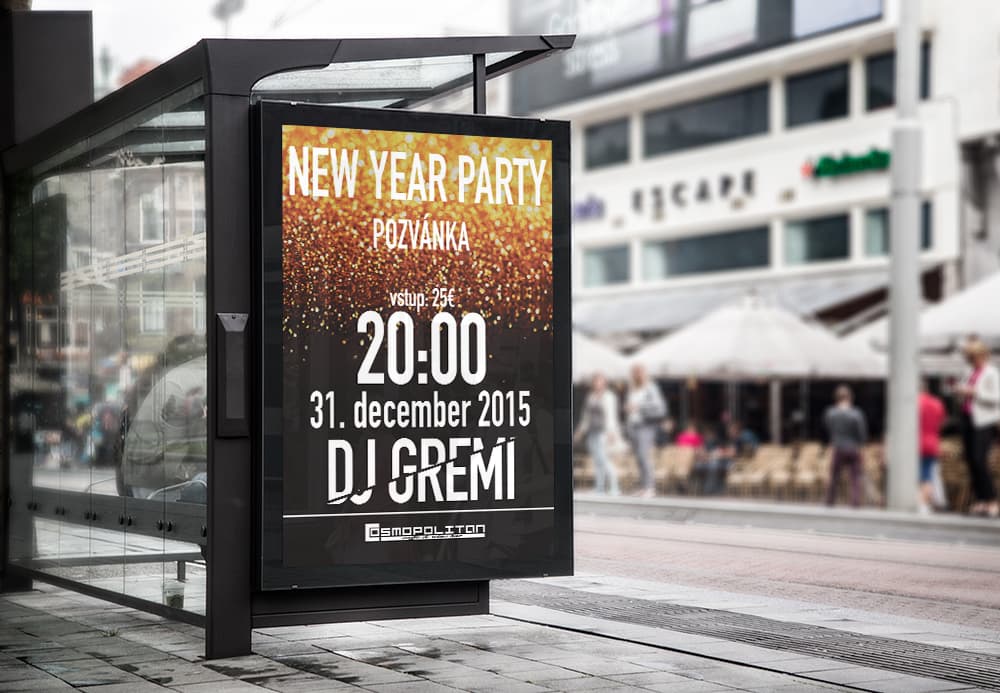 NEW YEAR PARTY
POZVÁNKA
vstup: 25€
20:00
31. december 2015
DJ GREMI
COSMOPOLITAN
ESCAPE